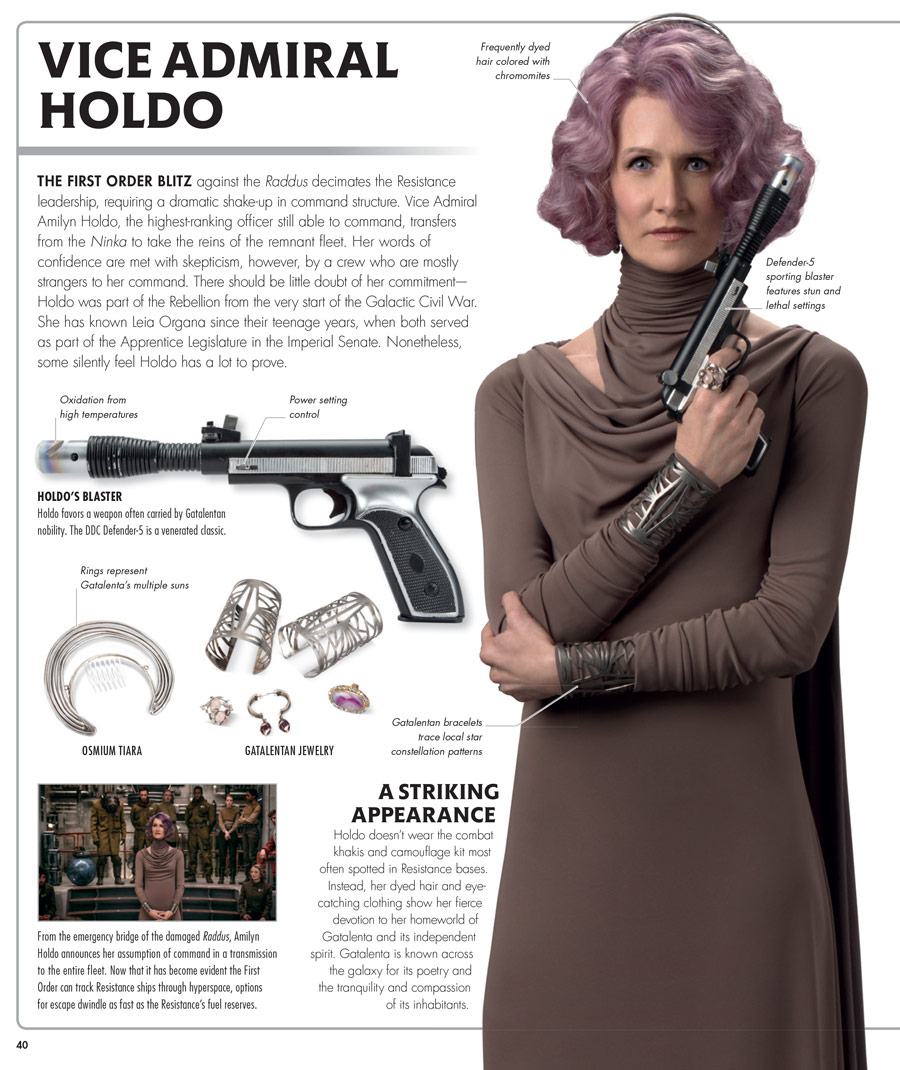 VICE ADMIRAL
HOLDO
Frequently dyed
hair colored with
chromomites
THE FIRST ORDER BLITZ against the Raddus decimates the Resistance
leadership, requiring a dramatic shake-up in command structure. Vice Admiral
Amilyn Holdo, the highest-ranking officer still able to command, transfers
from the Ninka to take the reins of the remnant fleet. Her words of
confidence are met with skepticism, however, by a crew who are mostly
strangers to her command. There should be little doubt of her commitment—
Holdo was part of the Rebellion from the very start of the Galactic Civil War.
She has known Leia Organa since their teenage years, when both served
as part of the Apprentice Legislature in the Imperial Senate. Nonetheless,
some silently feel Holdo has a lot to prove.
Defender-5
sporting blaster
features stun and
lethal settings
Oxidation from
high temperatures
Power setting
control
HOLDO'S BLASTER
Holdo favors a weapon often carried by Gatalentan
nobility. The DDC Defender-5 is a venerated classic.
Rings represent
Gatalenta's multiple suns
OSMIUM TIARA
GATALENTAN JEWELRY
Gatalentan bracelets
trace local star
constellation patterns
From the emergency bridge of the damaged Raddus, Amilyn
Holdo announces her assumption of command in a transmission
to the entire fleet. Now that it has become evident the First
Order can track Resistance ships through hyperspace, options
for escape dwindle as fast as the Resistance's fuel reserves.
A STRIKING
APPEARANCE
Holdo doesn't wear the combat
khakis and camouflage kit most
often spotted in Resistance bases.
Instead, her dyed hair and eye-
catching clothing show her fierce
devotion to her homeworld of
Gatalenta and its independent
spirit. Gatalenta is known across
the galaxy for its poetry and
the tranquility and compassion
of its inhabitants.
40